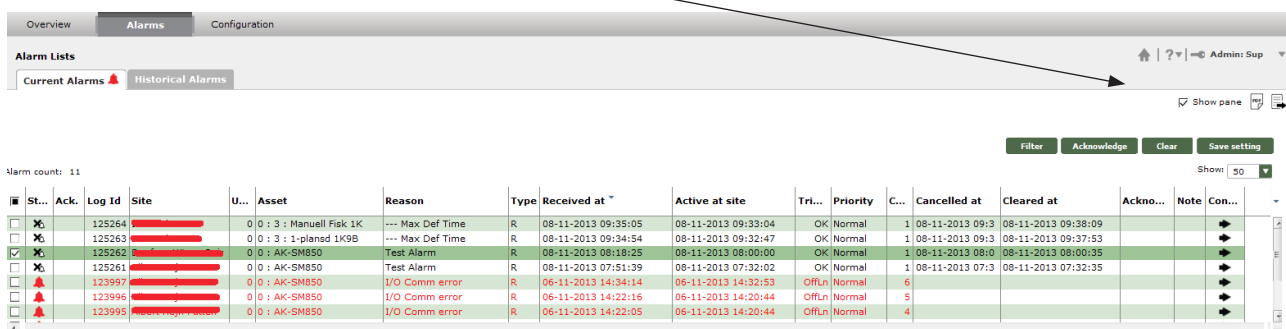 Overview Alarms Configuration
Alarm Lists ?▾ Admin: Sup
Current Alarms Historical Alarms
Show pane PDF
Filter Acknowledge Clear Save setting
Alarm count: 11 Show: 50
St... Ack. Log Id Site U... Asset Reason Type Received at Active at site Tri... Priority C... Cancelled at Cleared at Ackno... Note Con...
125264 0 0 : 3 : Manuell Fisk 1K --- Max Def Time R 08-11-2013 09:35:05 08-11-2013 09:33:04 OK Normal 1 08-11-2013 09:3 08-11-2013 09:38:09
125263 0 0 : 3 : 1-plansd 1K9B --- Max Def Time R 08-11-2013 09:34:54 08-11-2013 09:32:47 OK Normal 1 08-11-2013 09:3 08-11-2013 09:37:53
125262 0 0 : AK-SM850 Test Alarm R 08-11-2013 08:18:25 08-11-2013 08:00:00 OK Normal 1 08-11-2013 08:0 08-11-2013 08:00:35
125261 0 0 : AK-SM850 Test Alarm R 08-11-2013 07:51:39 08-11-2013 07:32:02 OK Normal 1 08-11-2013 07:3 08-11-2013 07:32:35
123997 0 0 : AK-SM850 I/O Comm error R 06-11-2013 14:34:14 06-11-2013 14:32:53 OffLn Normal 6
123996 0 0 : AK-SM850 I/O Comm error R 06-11-2013 14:22:16 06-11-2013 14:20:44 OffLn Normal 5
123995 0 0 : AK-SM850 I/O Comm error R 06-11-2013 14:22:05 06-11-2013 14:20:44 OffLn Normal 4